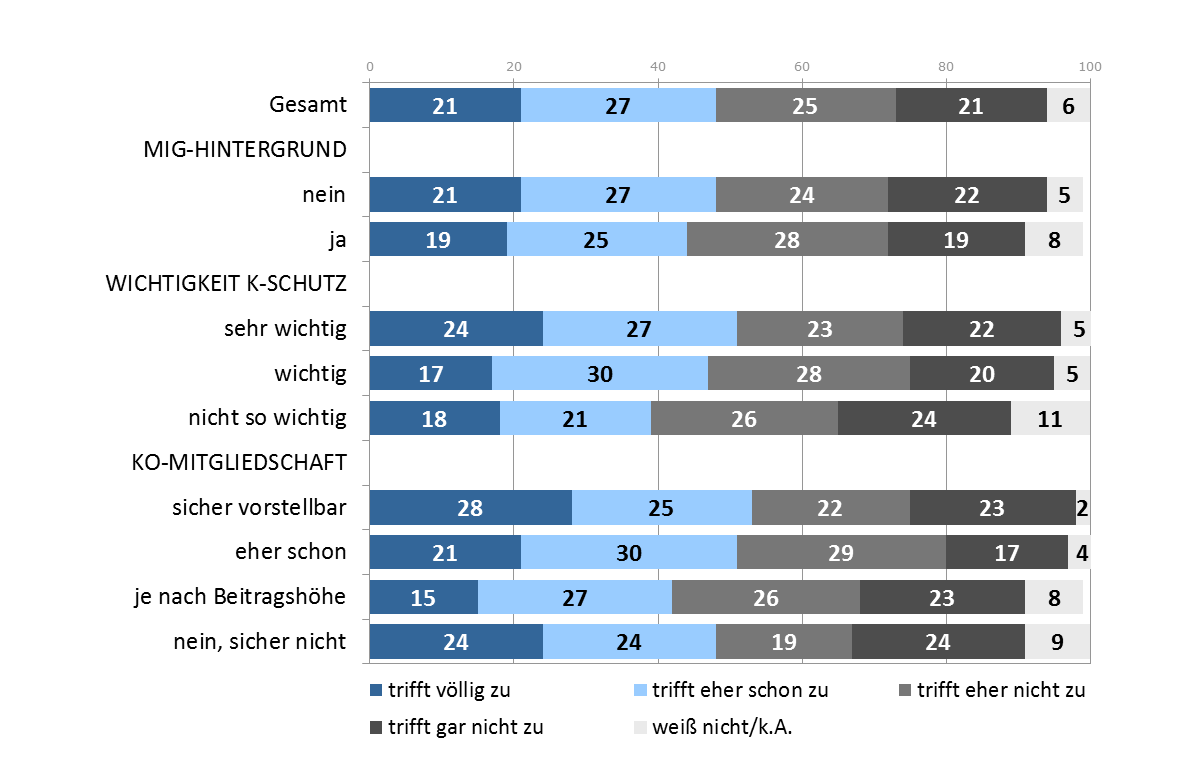 0 20 40 60 80 100
Gesamt 21 27 25 21 6
MIG-HINTERGRUND
nein 21 27 24 22 5
ja 19 25 28 19 8
WICHTIGKEIT K-SCHUTZ
sehr wichtig 24 27 23 22 5
wichtig 17 30 28 20 5
nicht so wichtig 18 21 26 24 11
KO-MITGLIEDSCHAFT
sicher vorstellbar 28 25 22 23 2
eher schon 21 30 29 17 4
je nach Beitragshöhe 15 27 26 23 8
nein, sicher nicht 24 24 19 24 9
trifft völlig zu trifft eher schon zu trifft eher nicht zu
trifft gar nicht zu weiß nicht/k.A.